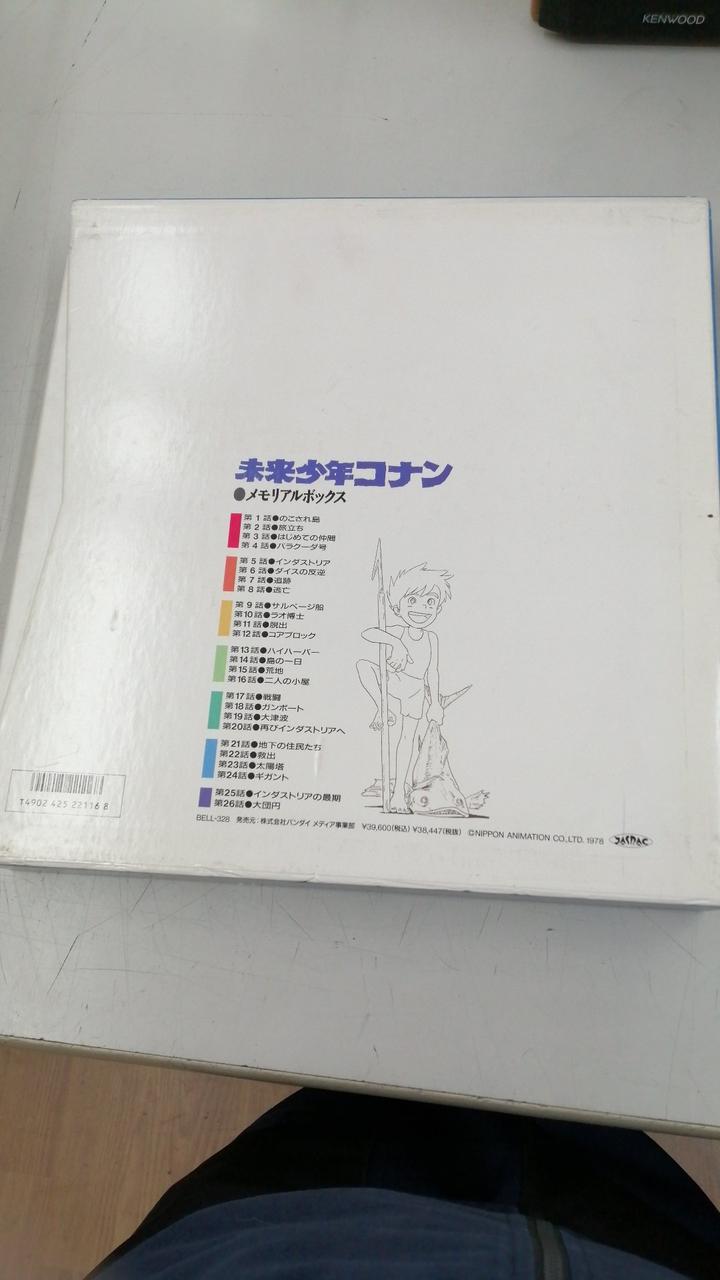 KENWOOD
未来少年コナン
●メモリアルボックス
第1話●のこされ島
第2話●旅立ち
第3話●はじめての仲間
第4話●バラクーダ号
第5話●インダストリア
第6話●ダイスの反逆
第7話●追跡
第8話●逃亡
第9話●サルベージ船
第10話●ラオ博士
第11話●脱出
第12話●コアブロック
第13話●ハイハーバー
第14話●島の一日
第15話●荒地
第16話●二人の小屋
第17話●戦闘
第18話●ガンボート
第19話●大津波
第20話●再びインダストリアへ
第21話●地下の住民たち
第22話●救出
第23話●太陽塔
第24話●ギガント
第25話●インダストリアの最期
第26話●大団円
T4902 425 22116 8
BELL-328 発売元:株式会社バンダイ メディア事業部 ¥39,600(税込) ¥38,447(税抜) ©NIPPON ANIMATION CO.,LTD. 1978 JASRAC